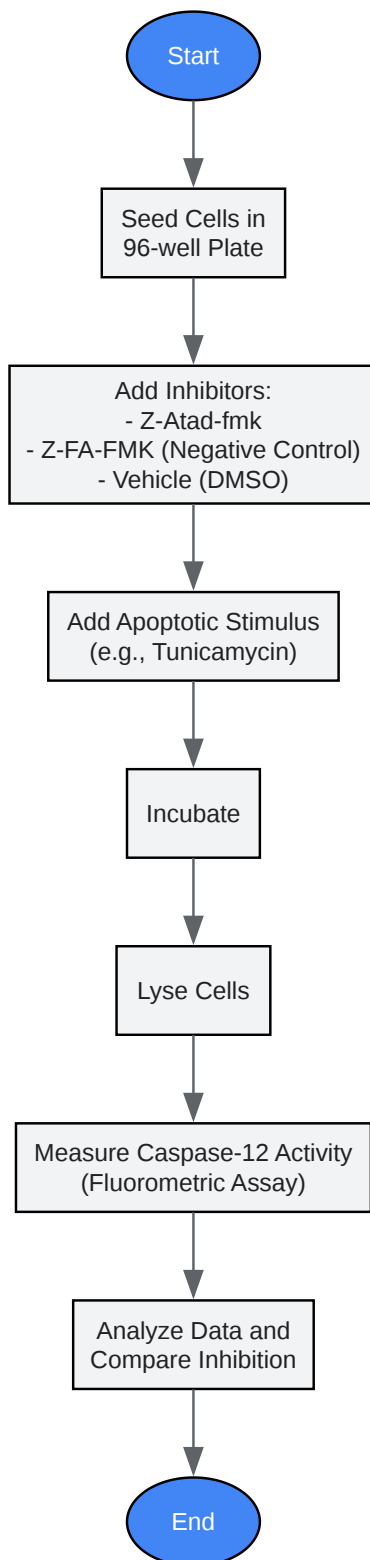 Start
Seed Cells in
96-well Plate
Add Inhibitors:
- Z-Atad-fmk
- Z-FA-FMK (Negative Control)
- Vehicle (DMSO)
Add Apoptotic Stimulus
(e.g., Tunicamycin)
Incubate
Lyse Cells
Measure Caspase-12 Activity
(Fluorometric Assay)
Analyze Data and
Compare Inhibition
End